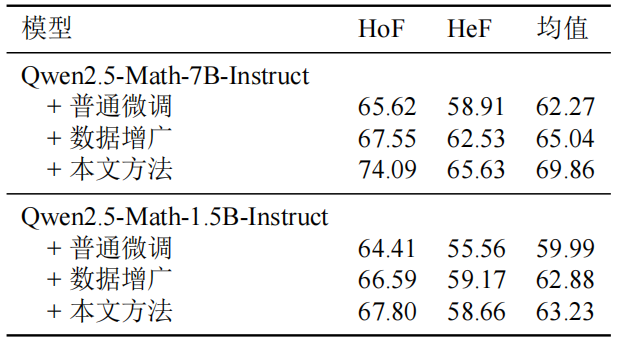 模型 HoF HeF 均值
Qwen2.5-Math-7B-Instruct
+ 普通微调 65.62 58.91 62.27
+ 数据增广 67.55 62.53 65.04
+ 本文方法 74.09 65.63 69.86
Qwen2.5-Math-1.5B-Instruct
+ 普通微调 64.41 55.56 59.99
+ 数据增广 66.59 59.17 62.88
+ 本文方法 67.80 58.66 63.23